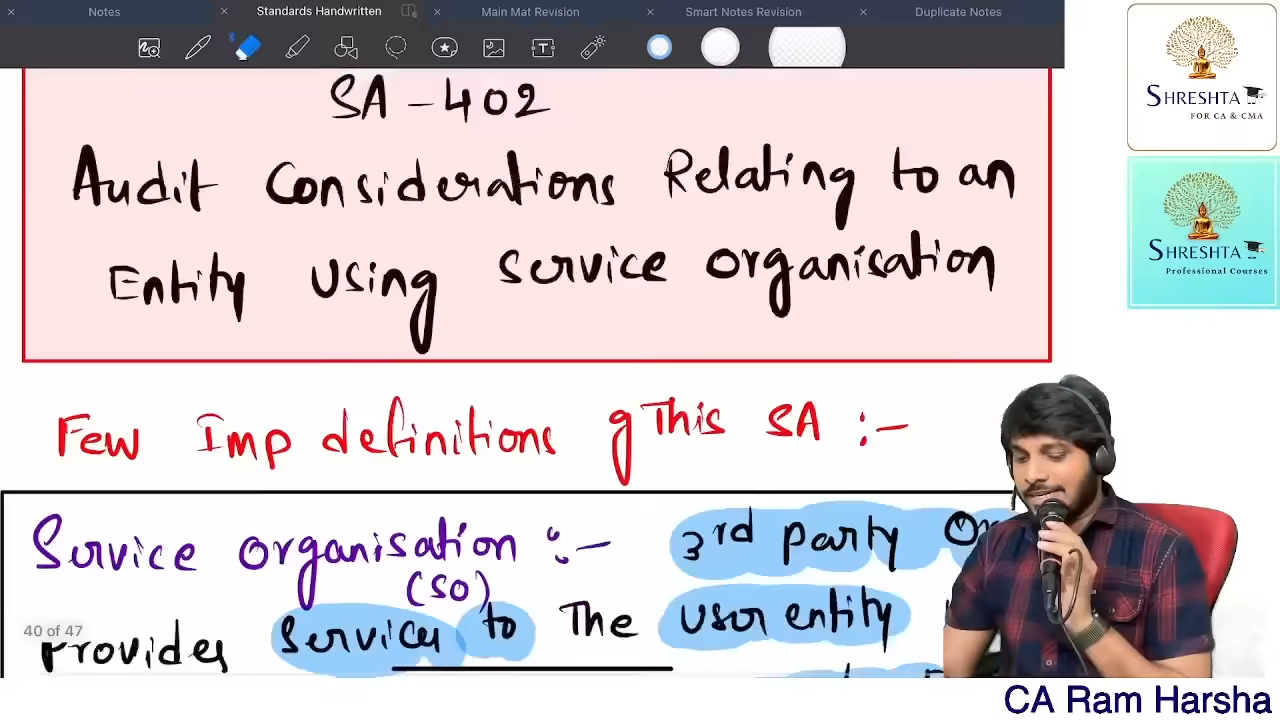 Notes
Standards Handwritten
Main Mat Revision
Smart Notes Revision
Duplicate Notes
SA - 402
Audit Considerations Relating to an
Entity Using Service Organisation
Few Imp definitions of This SA :-
Service Organisation :- 3rd party
(SO)
Provides Services to The User entity
40 of 47
SHRESHTA
FOR CA & CMA
SHRESHTA
Professional Courses
CA Ram Harsha